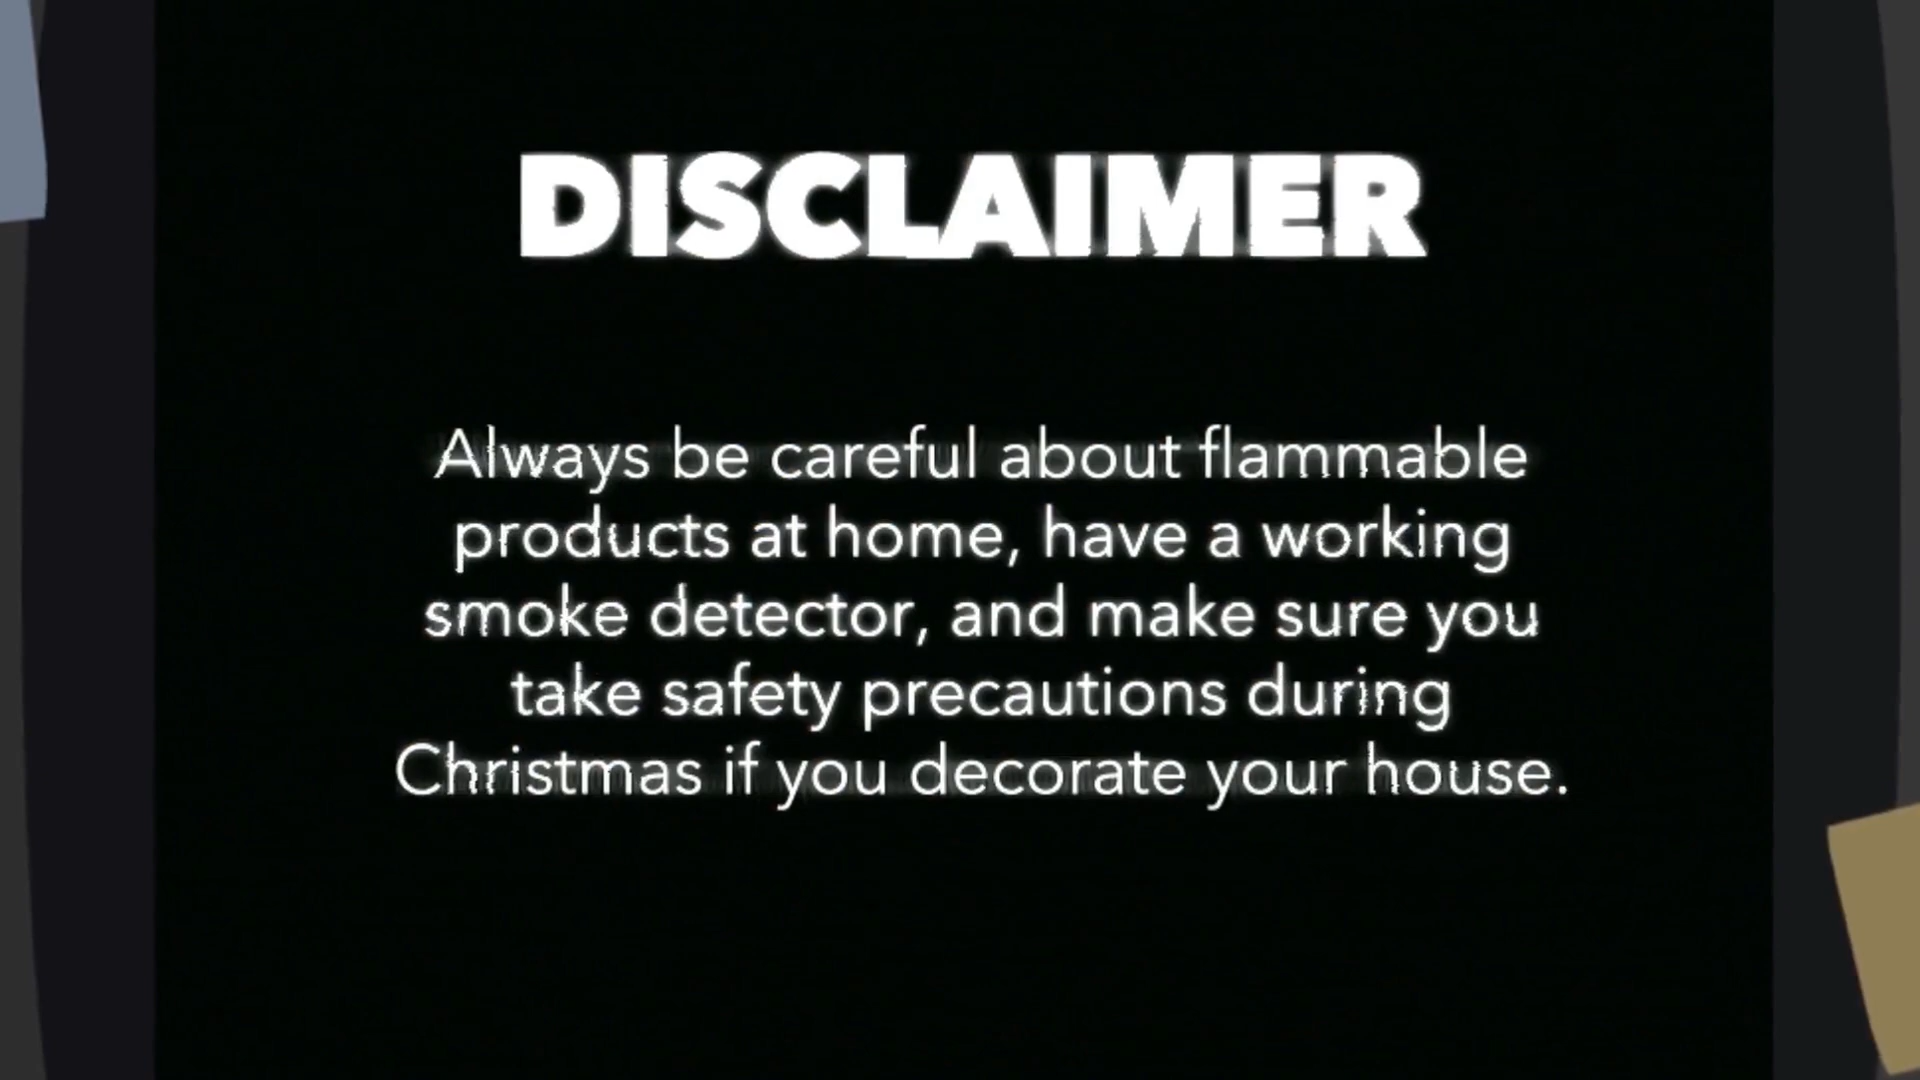 DISCLAIMER
Always be careful about flammable
products at home, have a working
smoke detector, and make sure you
take safety precautions during
Christmas if you decorate your house.